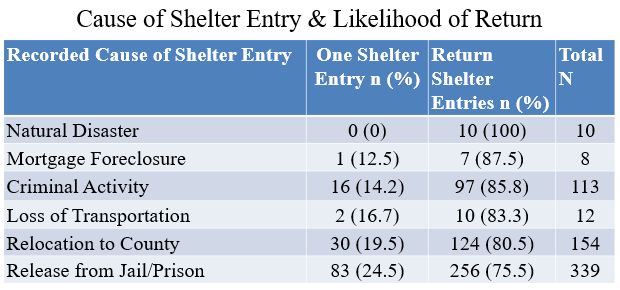 Cause of Shelter Entry & Likelihood of Return
Recorded Cause of Shelter Entry One Shelter Entry n (%) Return Shelter Entries n (%) Total N
Natural Disaster 0 (0) 10 (100) 10
Mortgage Foreclosure 1 (12.5) 7 (87.5) 8
Criminal Activity 16 (14.2) 97 (85.8) 113
Loss of Transportation 2 (16.7) 10 (83.3) 12
Relocation to County 30 (19.5) 124 (80.5) 154
Release from Jail/Prison 83 (24.5) 256 (75.5) 339